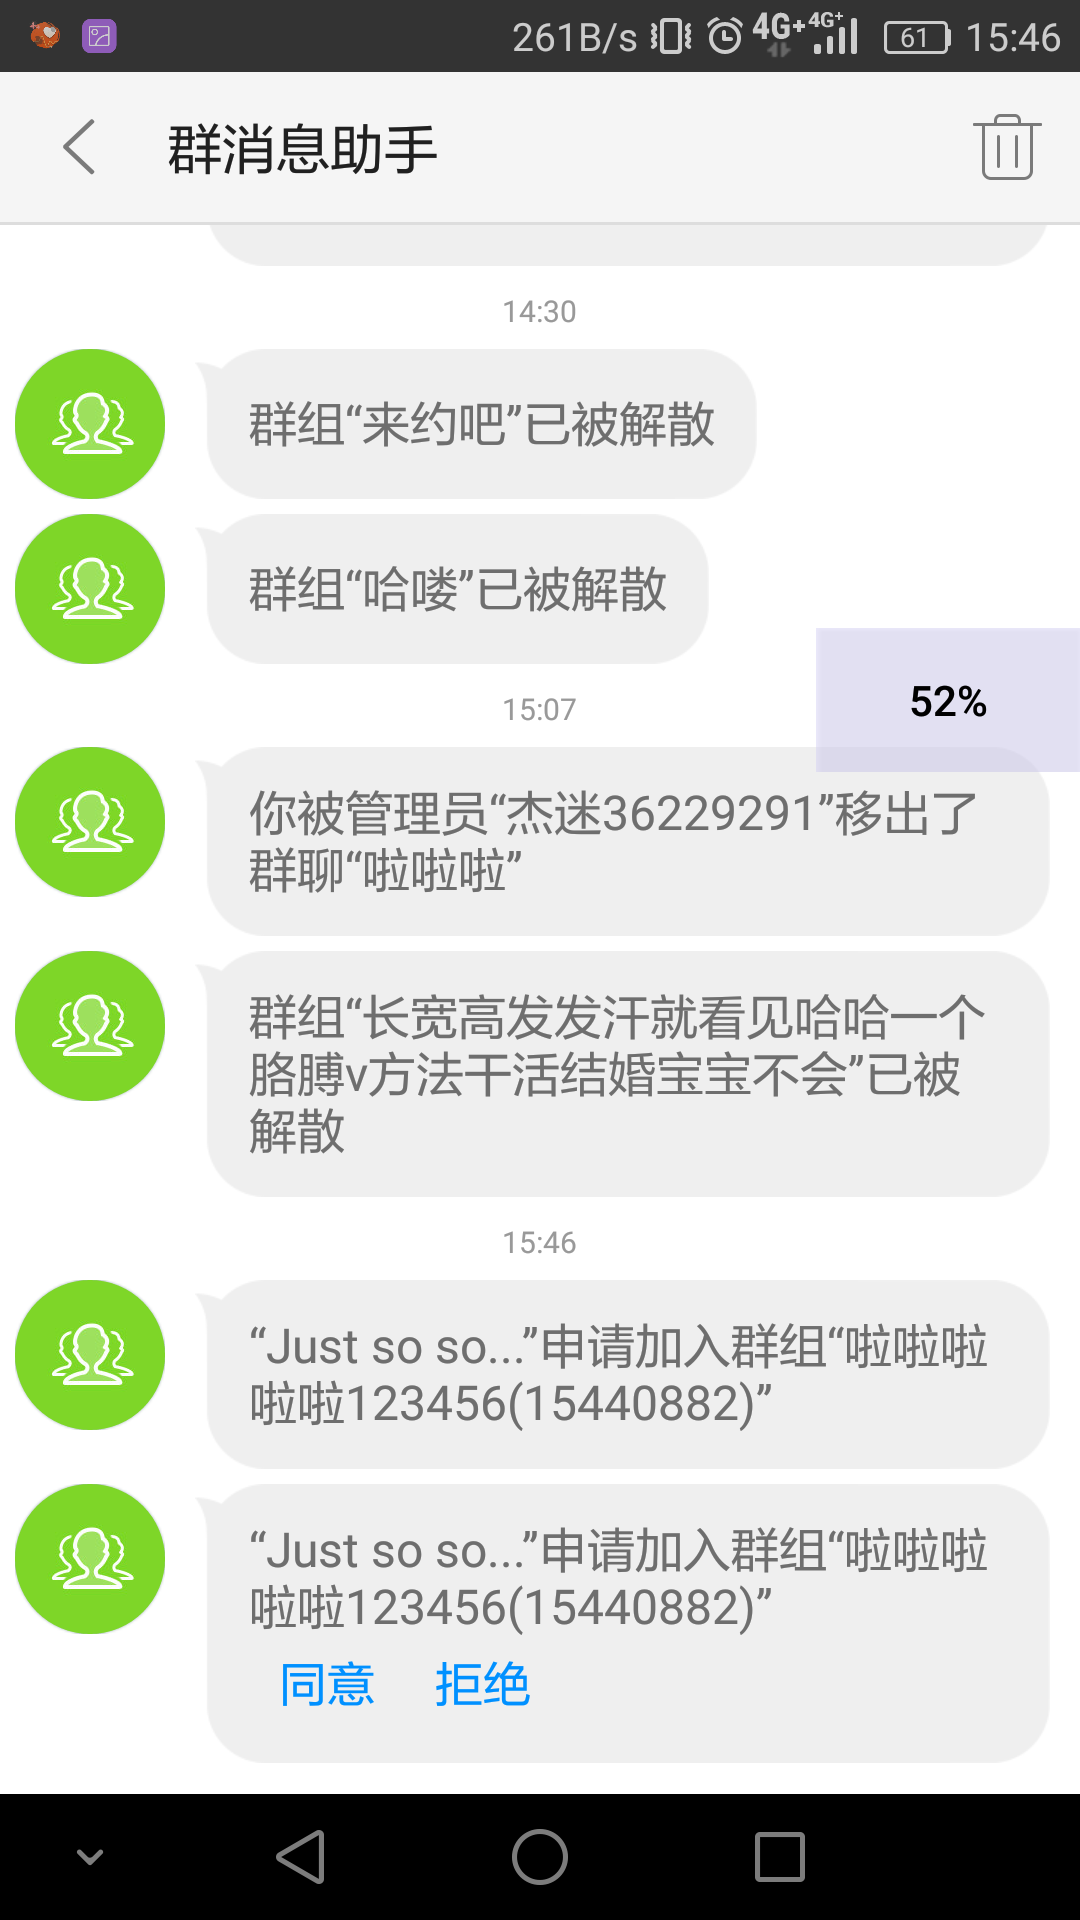 261B/s 4G+ 4G+ 61 15:46
群消息助手
14:30
群组“来约吧”已被解散
群组“哈喽”已被解散
52%
15:07
你被管理员“杰迷36229291”移出了
群聊“啦啦啦”
群组“长宽高发发汗就看见哈哈一个
胳膊v方法干活结婚宝宝不会”已被
解散
15:46
“Just so so...”申请加入群组“啦啦啦
啦啦123456(15440882)”
“Just so so...”申请加入群组“啦啦啦
啦啦123456(15440882)”
同意 拒绝